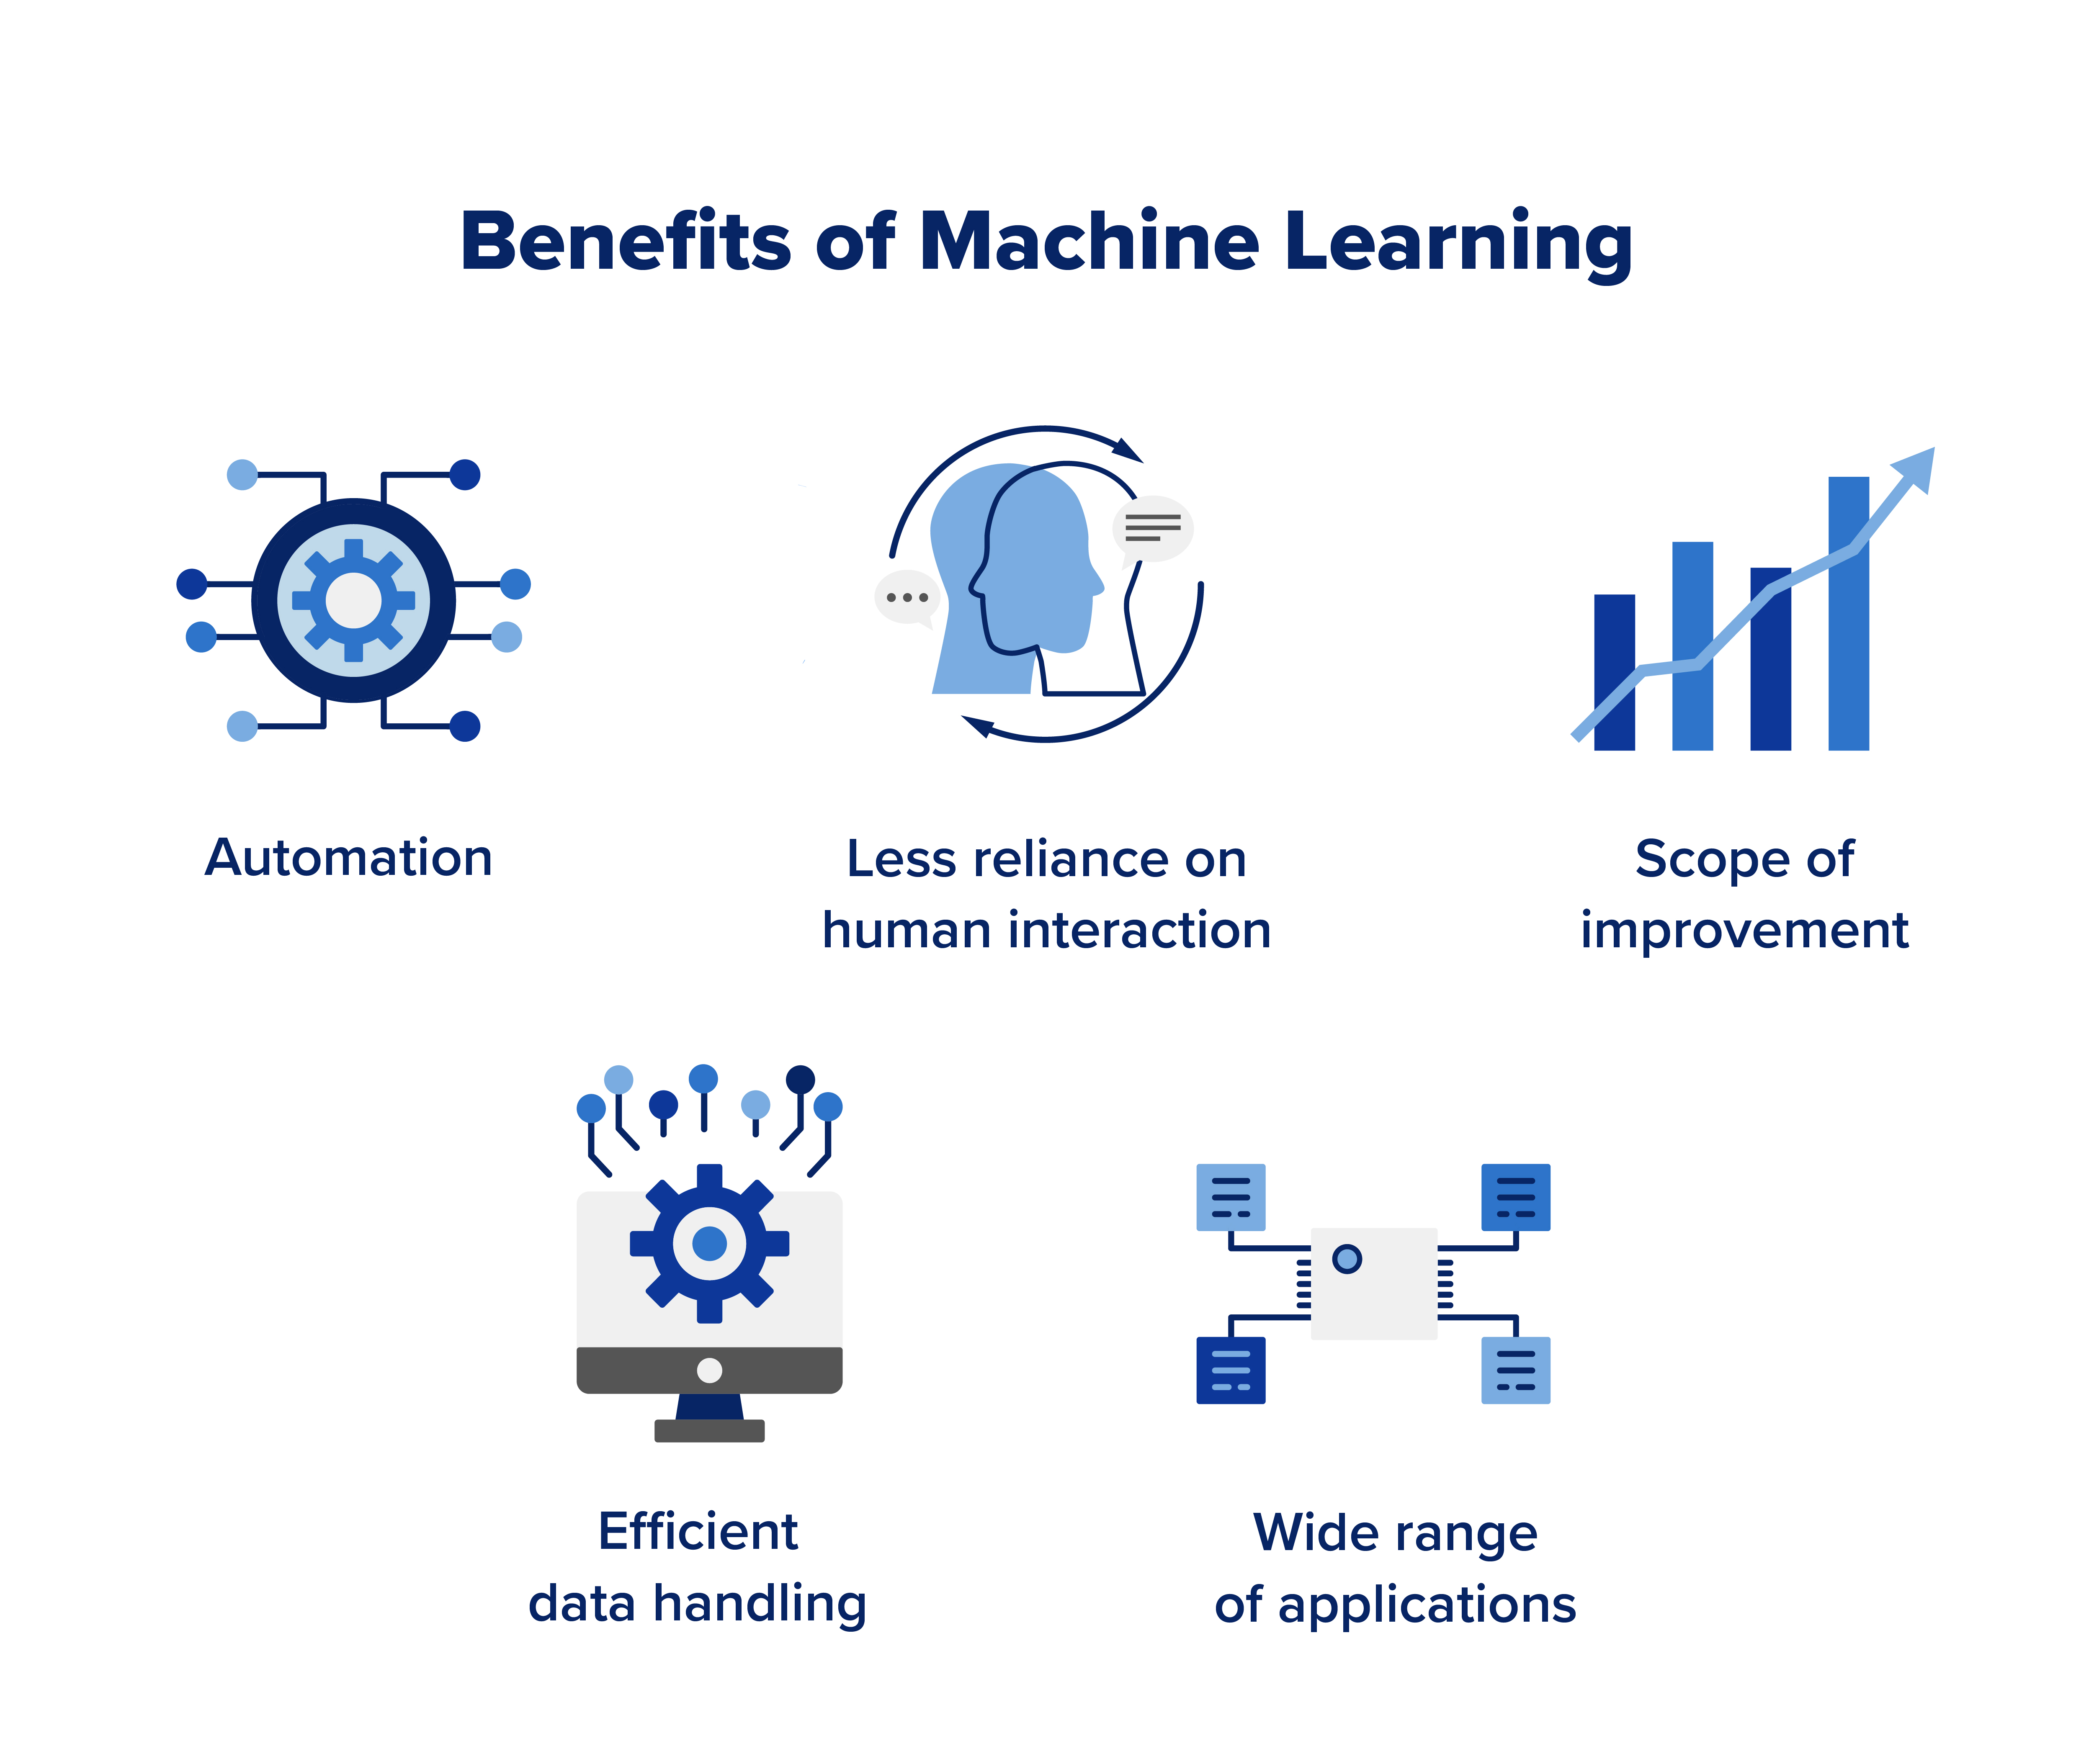 Benefits of Machine Learning
Automation
Less reliance on
human interaction
Scope of
improvement
Efficient
data handling
Wide range
of applications